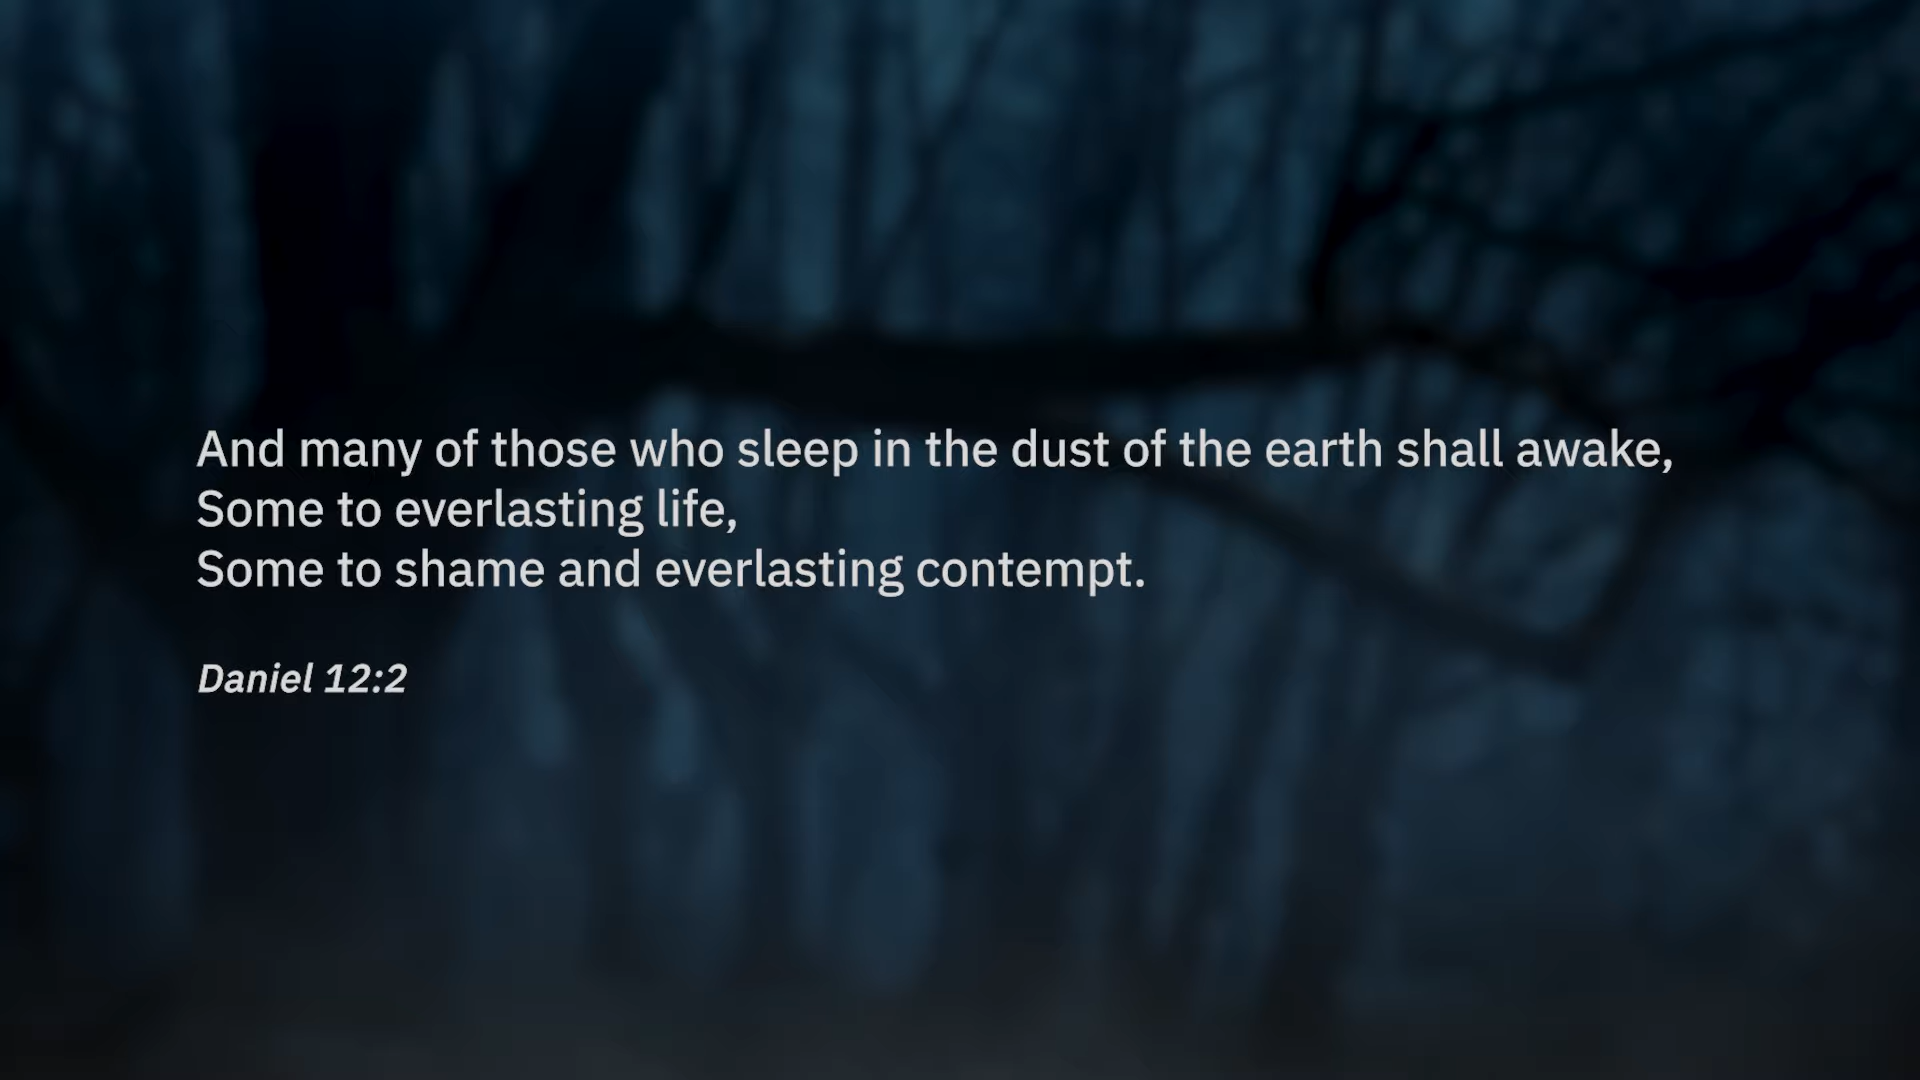 And many of those who sleep in the dust of the earth shall awake,
Some to everlasting life,
Some to shame and everlasting contempt.
Daniel 12:2